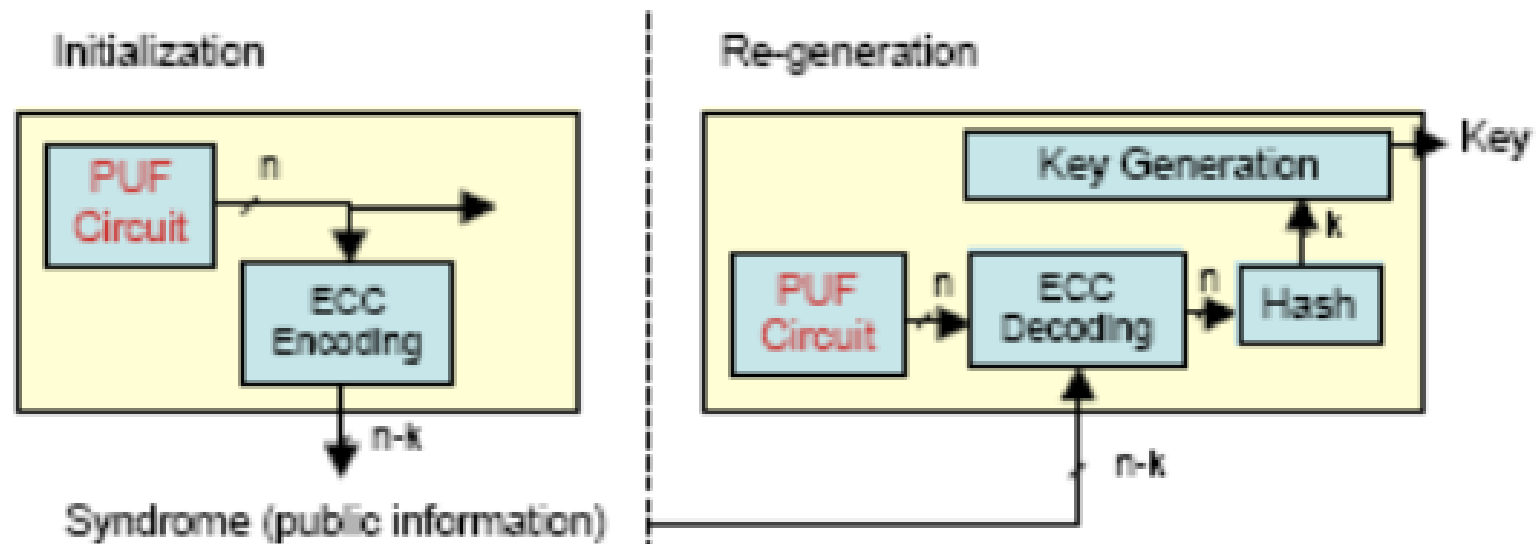 Initialization
PUF
Circuit
n
ECC
Encoding
n-k
Syndrome (public information)
Re-generation
Key Generation
Key
k
PUF
Circuit
n
ECC
Decoding
n
Hash
n-k